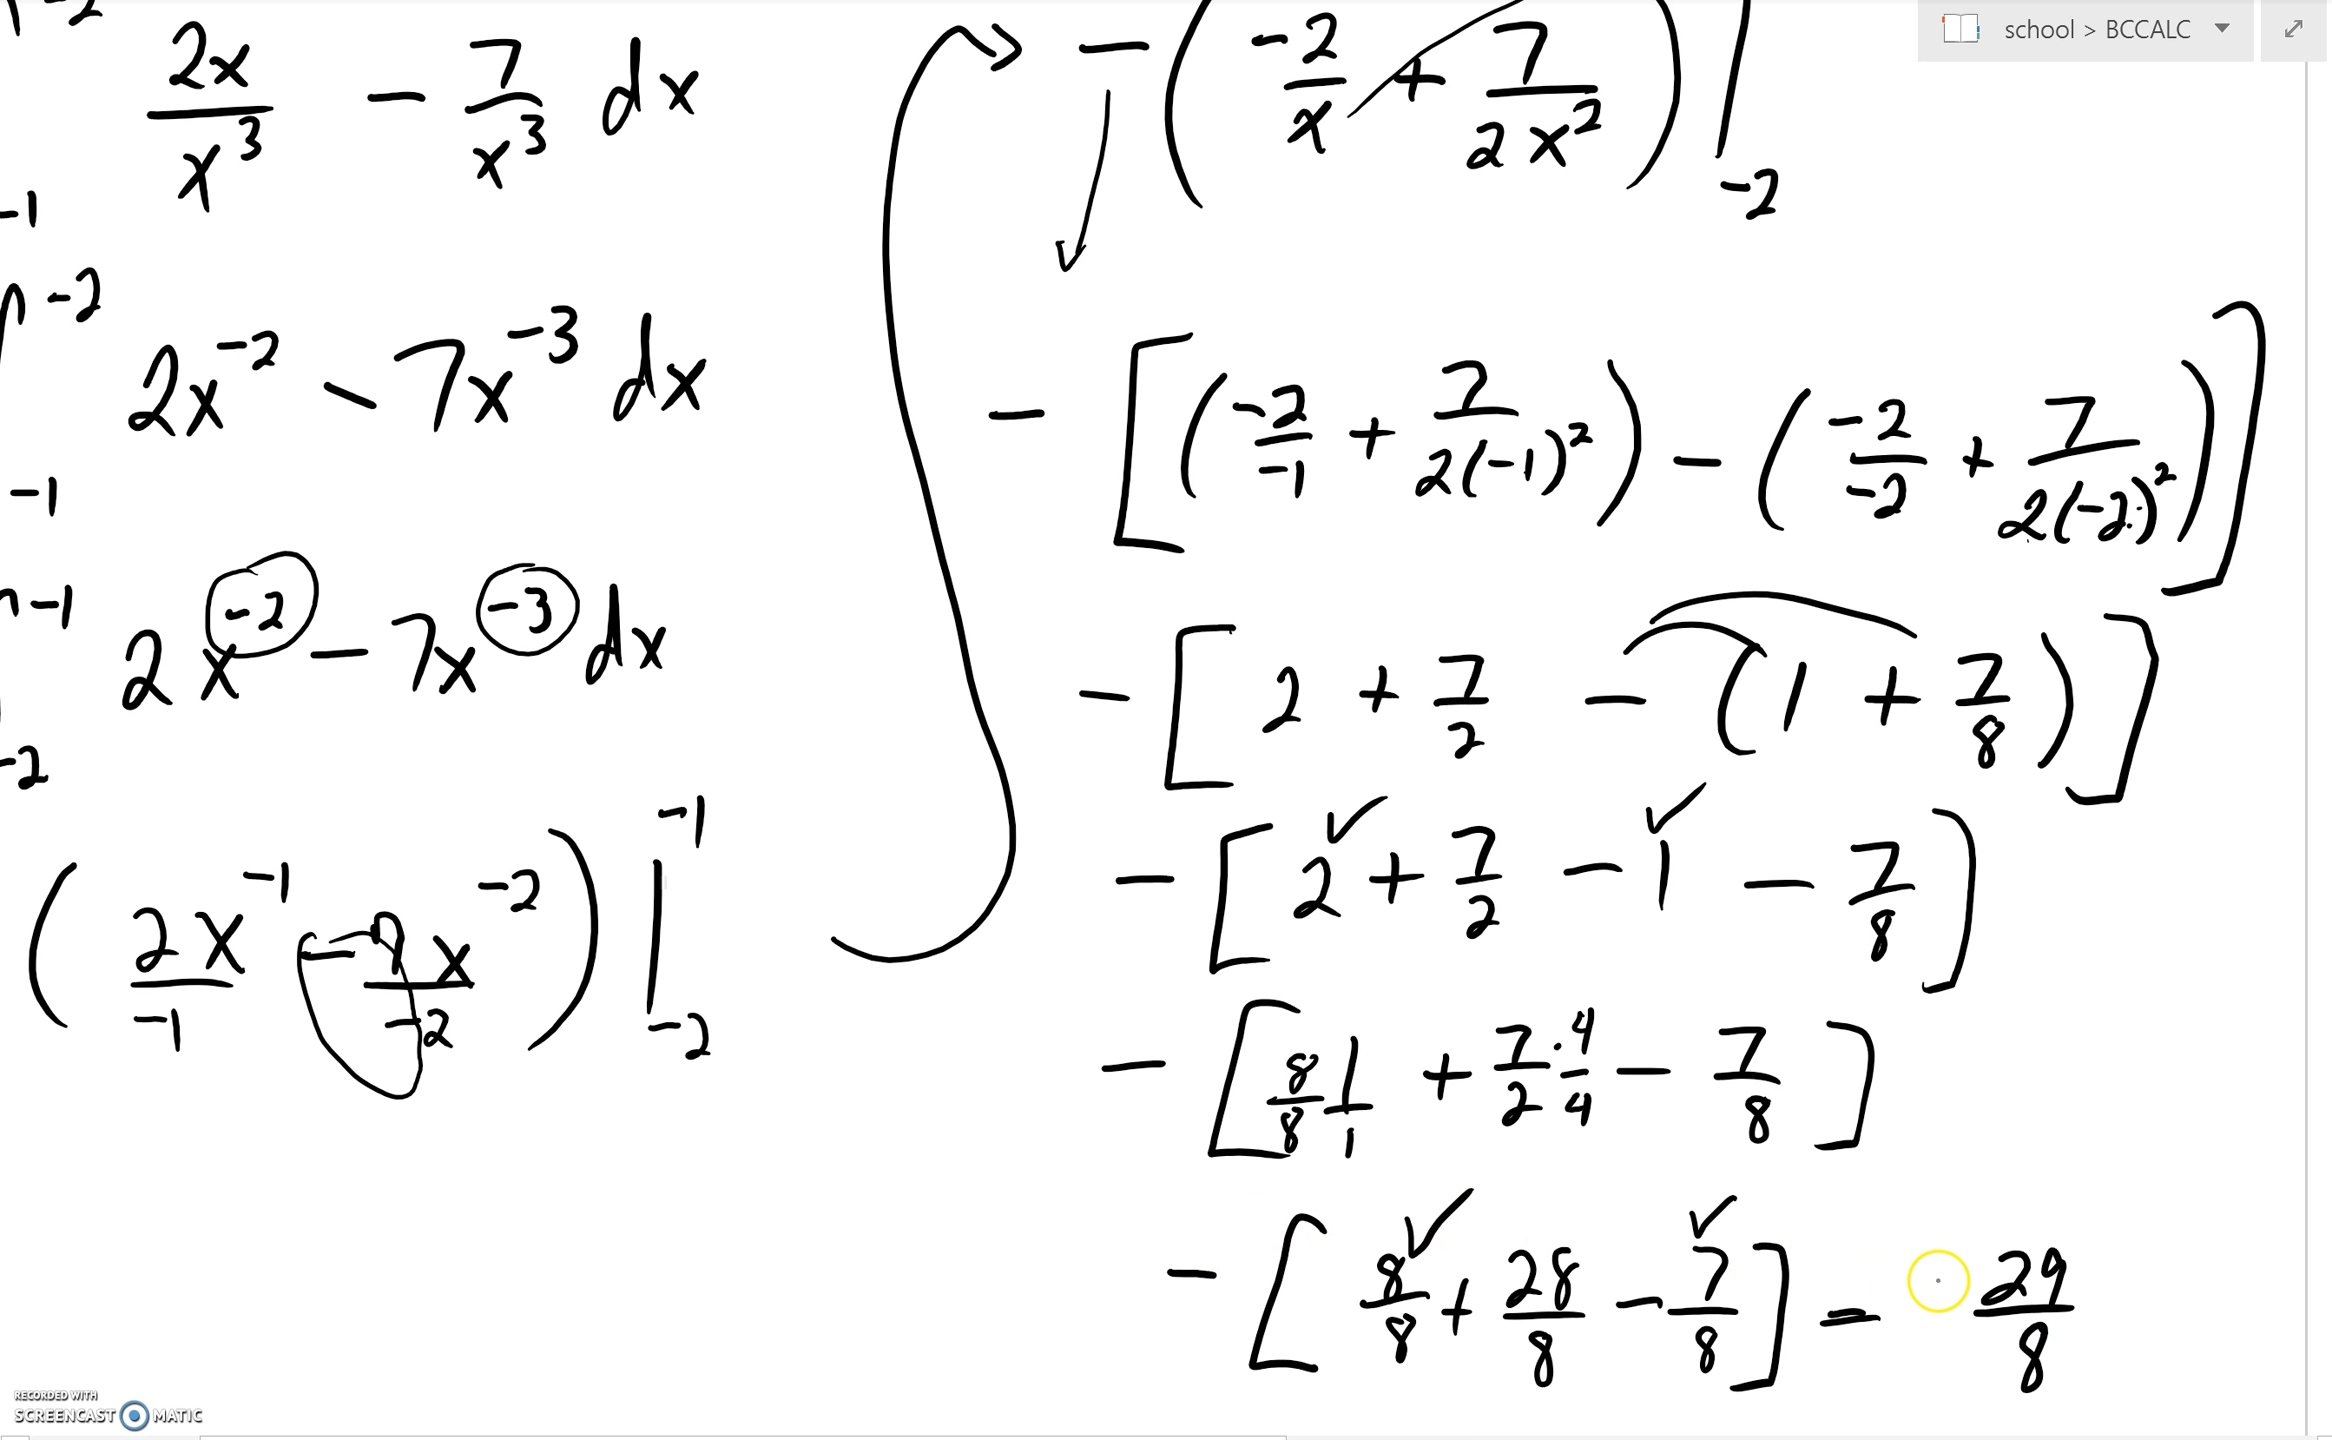 -2
2x/x^3 - 7/x^3 dx
-1
-2
2x^-2 - 7x^-3 dx
-1
-1
2x^-2 - 7x^-3 dx
-2
(2x^-1/-1 - 7x^-2/-2)|_-2^-1
school > BCCALC
-(-2/x + 7/2x^2)|_-2
-[(-2/-1 + 7/2(-1)^2) - (-2/-2 + 7/2(-2)^2)]
-[2 + 7/2 - (1 + 7/8)]
-[2 + 7/2 - 1 - 7/8]
-[8/8 1/1 + 7/2 · 4/4 - 7/8]
-[8/8 + 28/8 - 7/8] = 29/8
RECORDED WITH
SCREENCAST MATIC